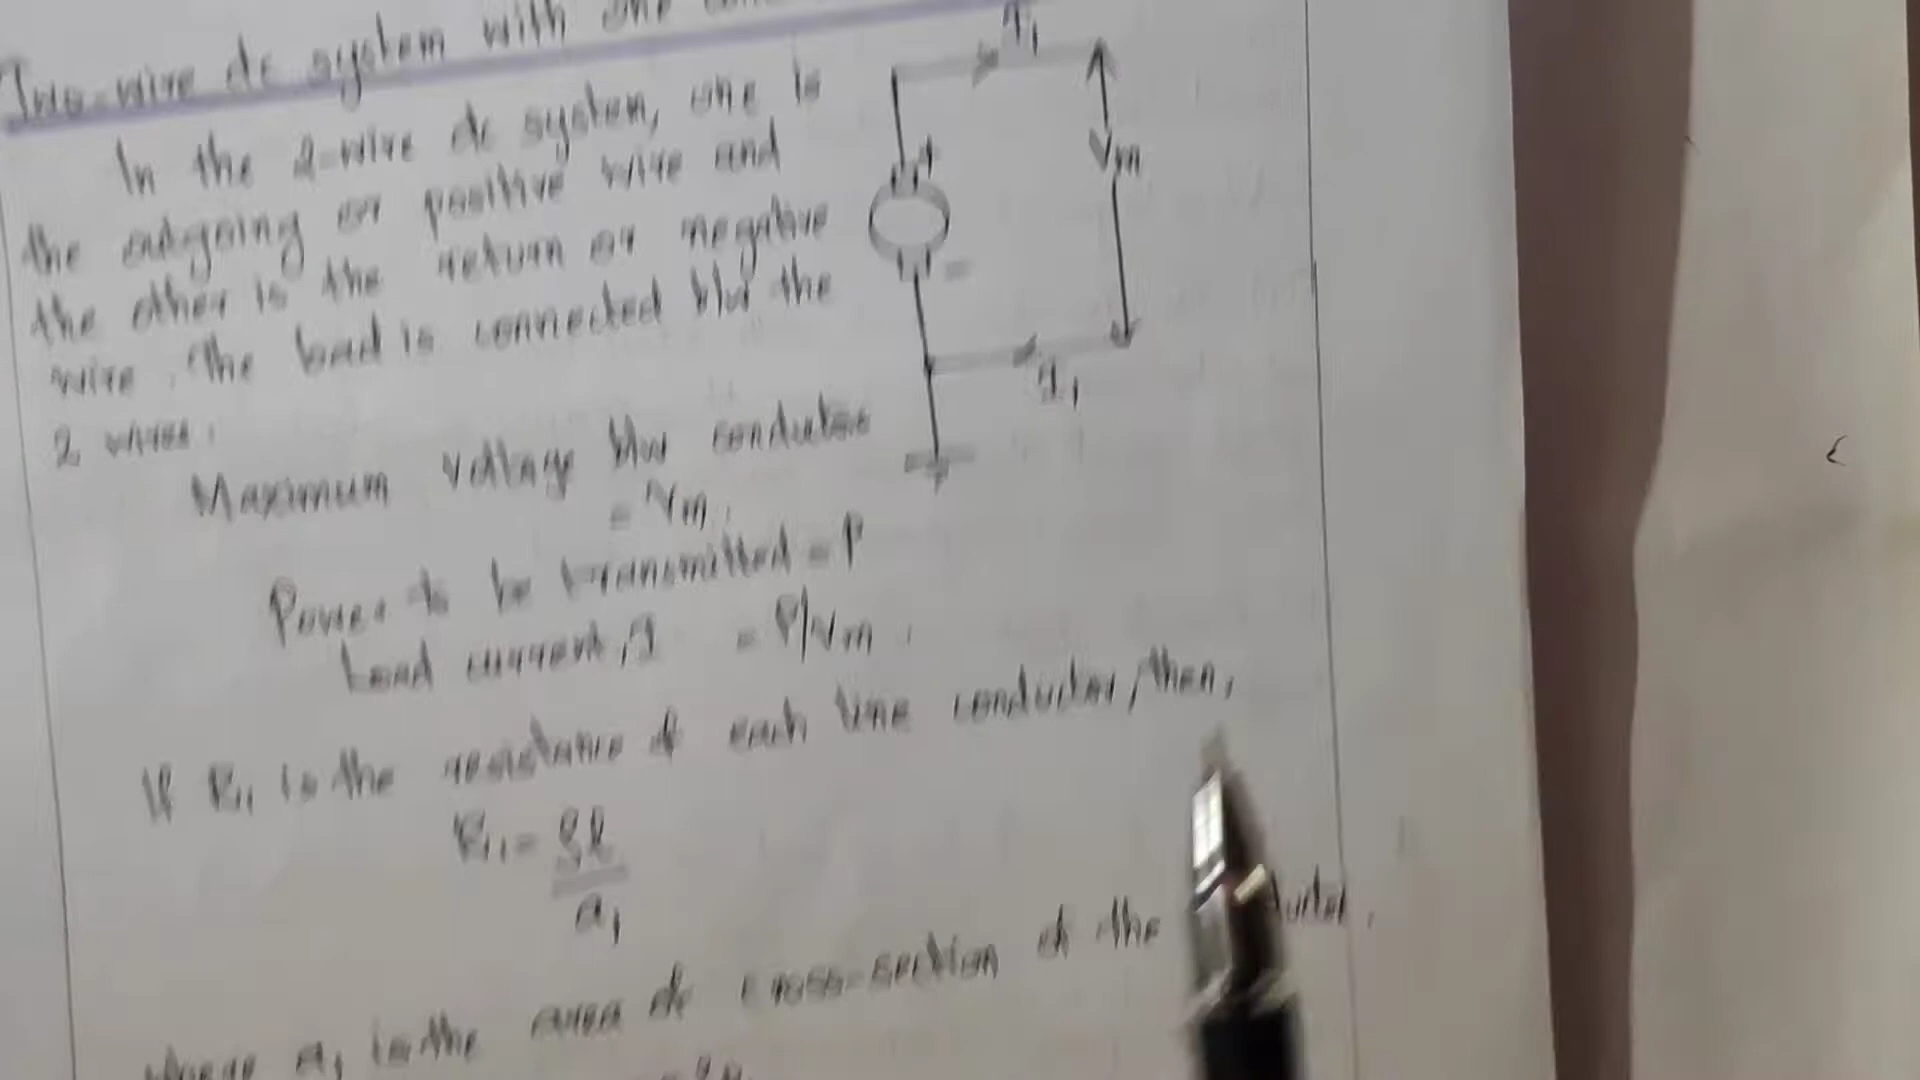 Two-wire dc system with one
In the 2-wire dc system, one is
the outgoing or positive wire and
the other is the return or negative
wire. The load is connected b/w the
2 wires.
Maximum voltage b/w conductors
= Vm.
Power to be transmitted = P
Load current, I = P/Vm.
If R1 is the resistance of each line conductor, then,
R1 = ρl
a1
where a1 is the area of cross-section of the
I1
+
Vm
-
I1